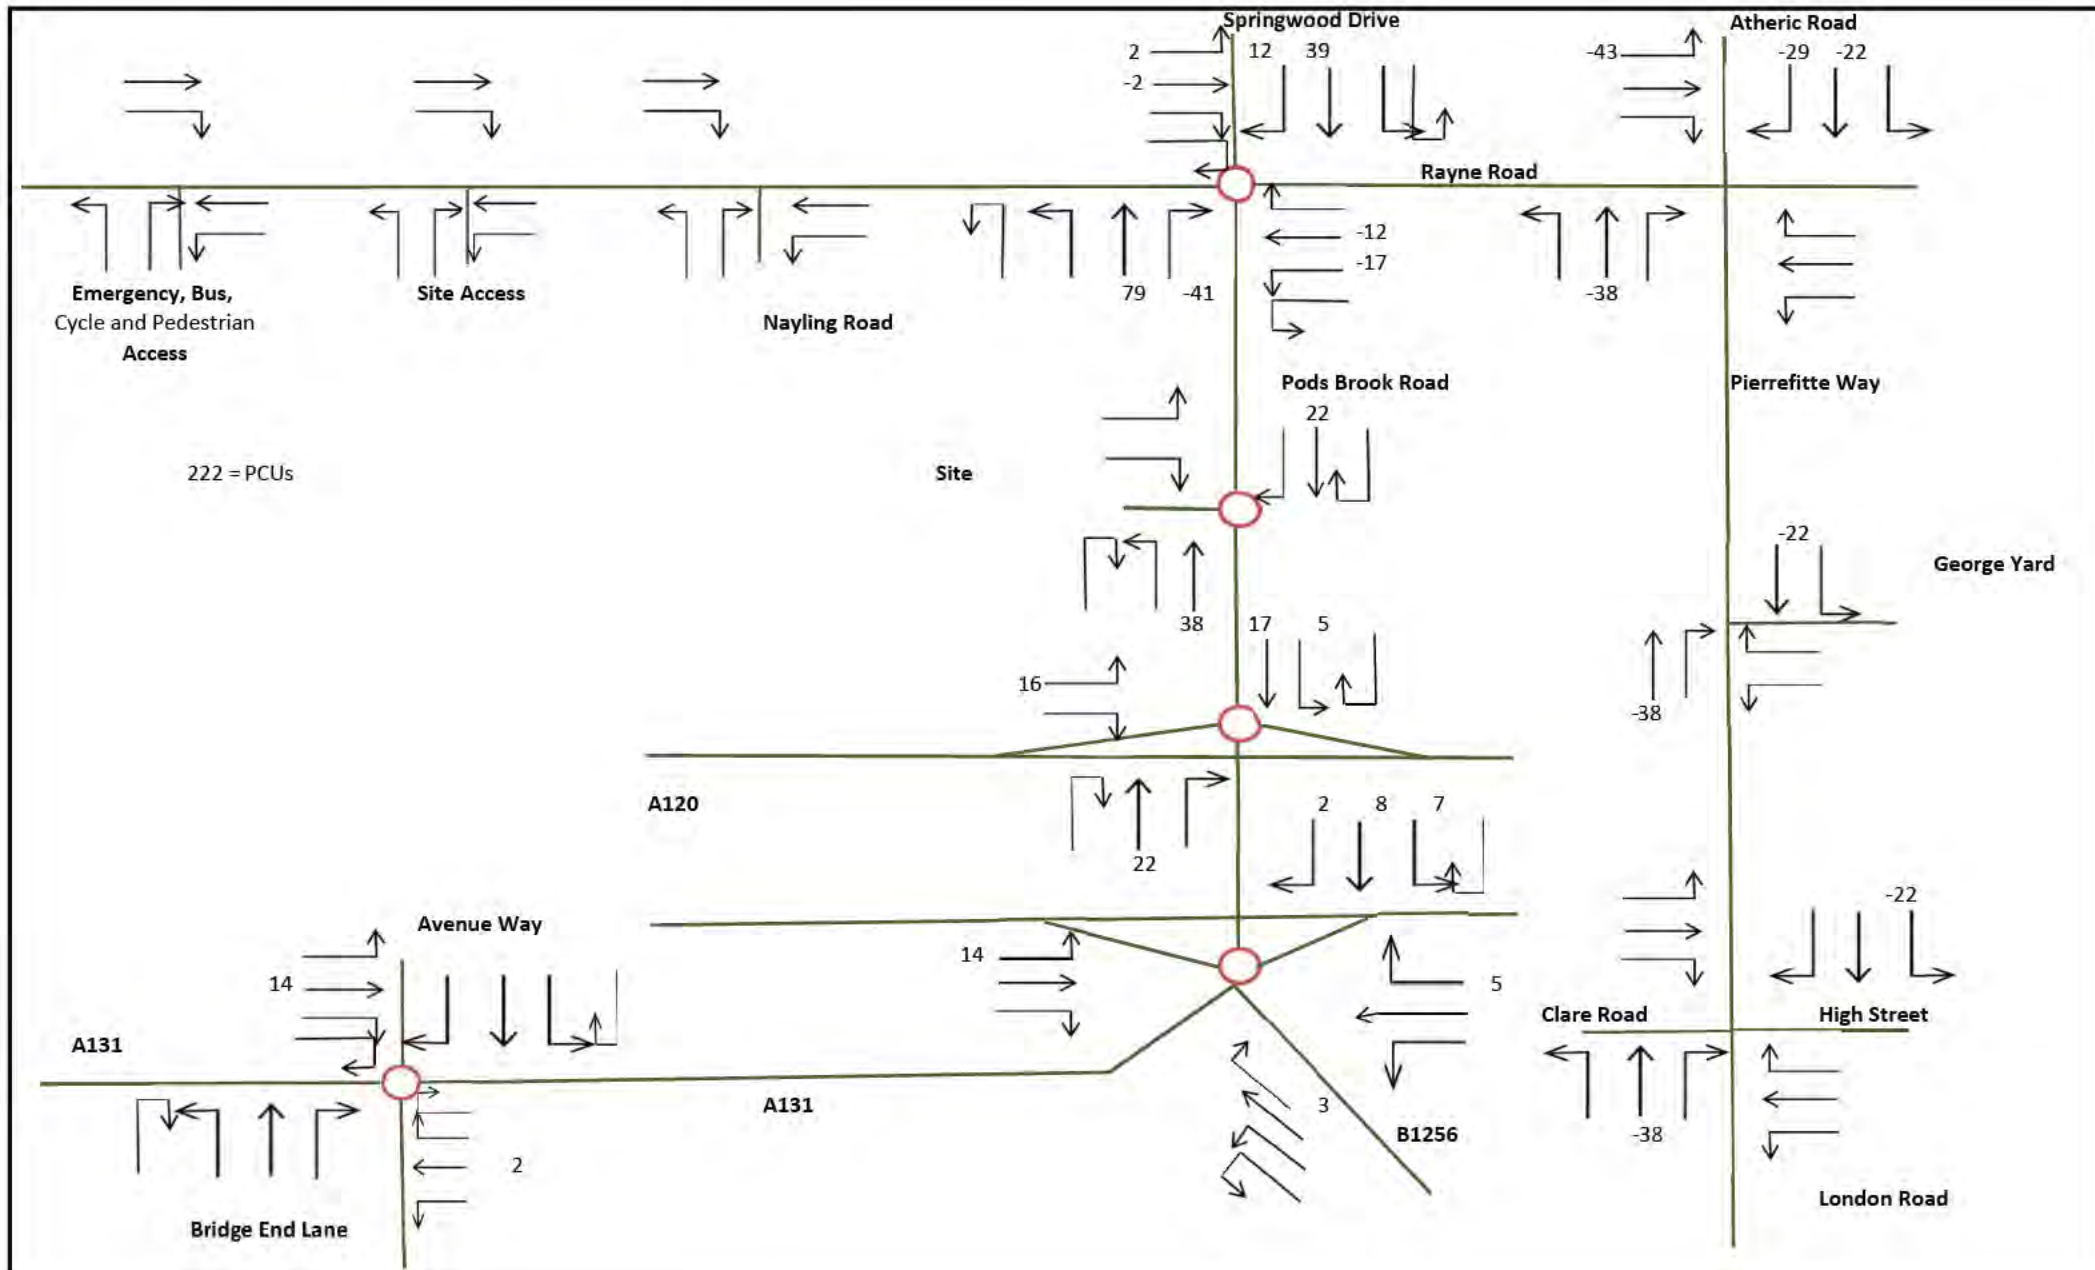 Springwood Drive
Atheric Road
2
12
39
-43
-29
-22
-2
Rayne Road
-12
-17
Emergency, Bus,
Cycle and Pedestrian
Access
Site Access
Nayling Road
79
-41
-38
Pods Brook Road
Pierrefitte Way
22
222 = PCUs
Site
-22
George Yard
38
17
5
16
-38
A120
2
8
7
22
-22
Avenue Way
14
14
5
Clare Road
High Street
A131
A131
3
B1256
-38
2
London Road
Bridge End Lane